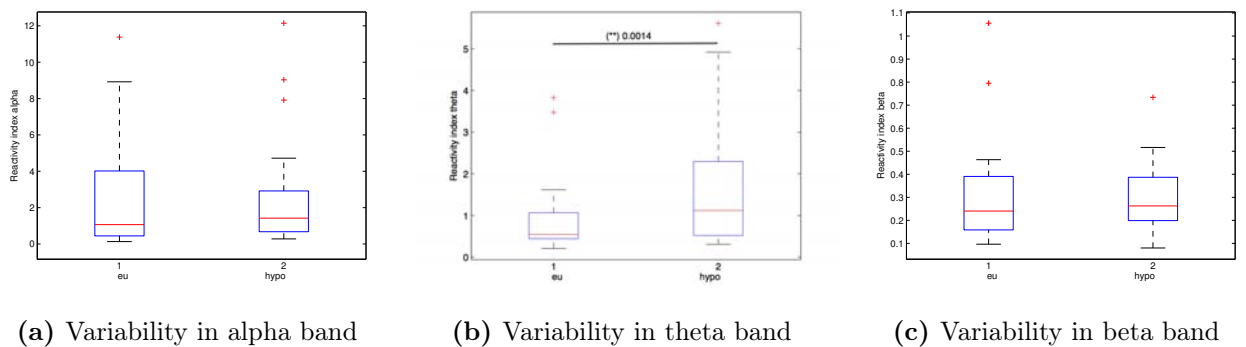 Reactivity index alpha
12
10
8
6
4
2
0
1
eu
2
hypo
(a) Variability in alpha band
Reactivity index theta
5
4
3
2
1
0
(**) 0.0014
1
eu
2
hypo
(b) Variability in theta band
Reactivity index beta
1.1
1
0.9
0.8
0.7
0.6
0.5
0.4
0.3
0.2
0.1
1
eu
2
hypo
(c) Variability in beta band